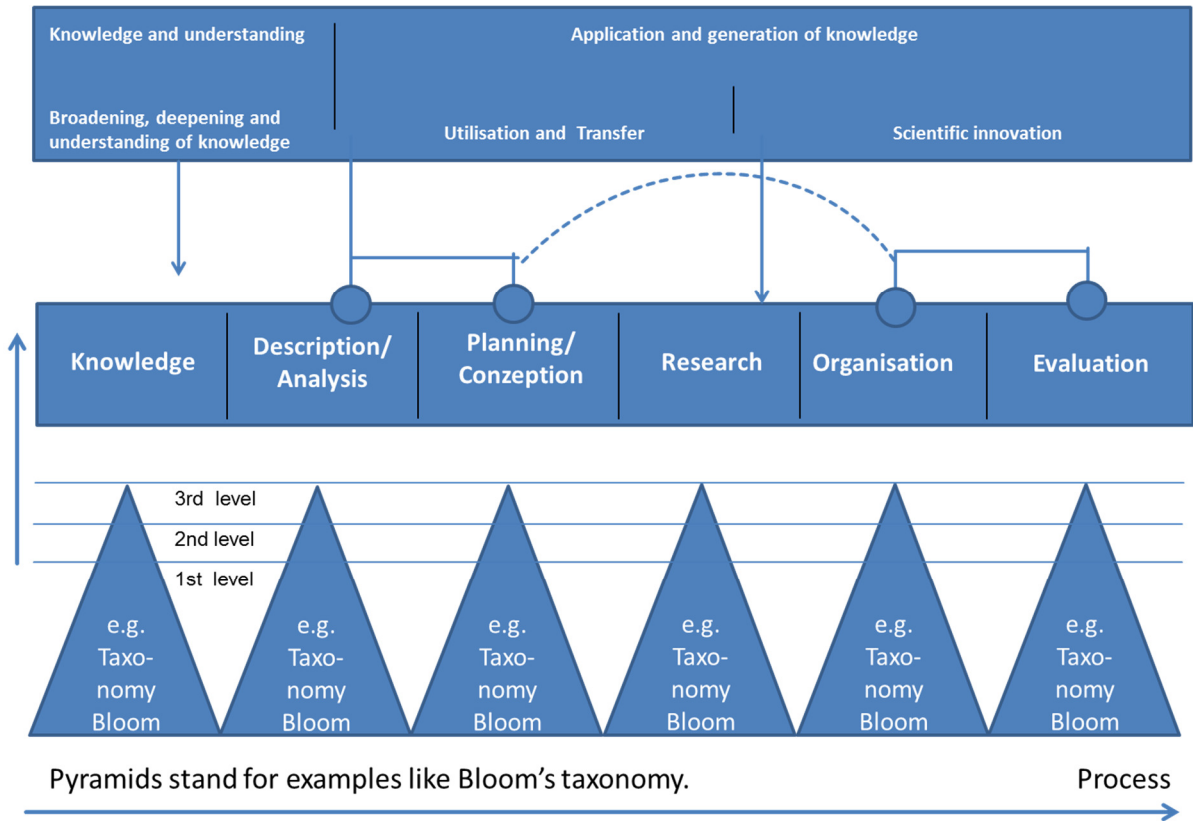 Knowledge and understanding
Application and generation of knowledge
Broadening, deepening and
understanding of knowledge
Utilisation and Transfer
Scientific innovation
Knowledge
Description/
Analysis
Planning/
Conzeption
Research
Organisation
Evaluation
3rd level
2nd level
1st level
e.g.
Taxo-
nomy
Bloom
e.g.
Taxo-
nomy
Bloom
e.g.
Taxo-
nomy
Bloom
e.g.
Taxo-
nomy
Bloom
e.g.
Taxo-
nomy
Bloom
e.g.
Taxo-
nomy
Bloom
Pyramids stand for examples like Bloom’s taxonomy.
Process